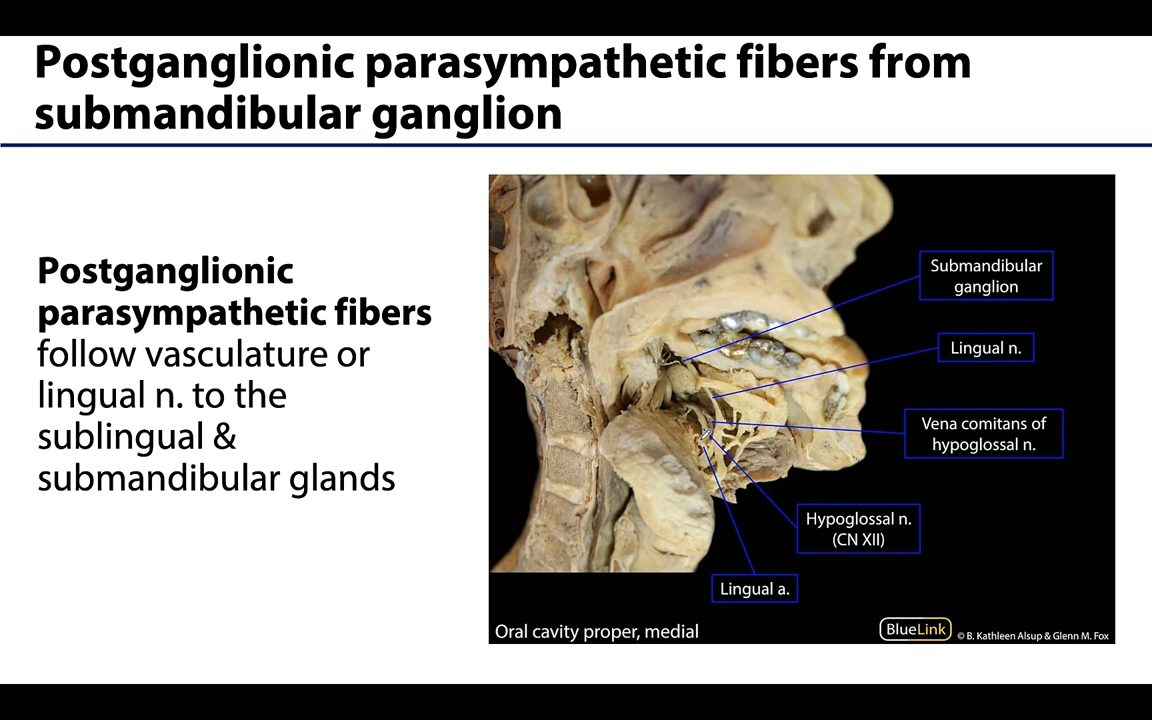 Postganglionic parasympathetic fibers from
submandibular ganglion
Postganglionic
parasympathetic fibers
follow vasculature or
lingual n. to the
sublingual &
submandibular glands
Submandibular
ganglion
Lingual n.
Vena comitans of
hypoglossal n.
Hypoglossal n.
(CN XII)
Lingual a.
Oral cavity proper, medial
BlueLink
© B. Kathleen Alsup & Glenn M. Fox